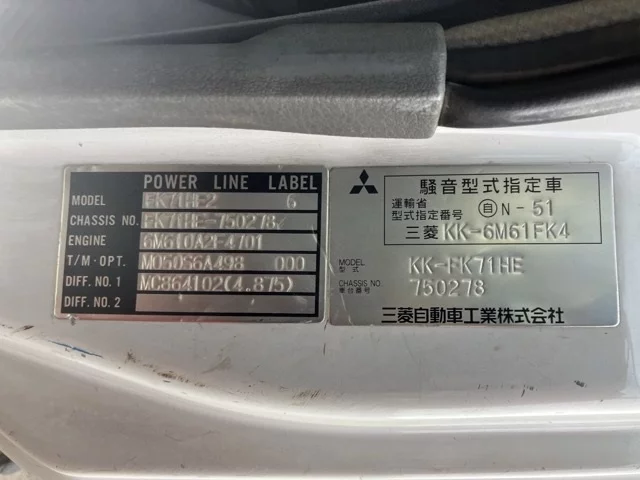 POWER LINE LABEL
MODEL FK71HE2 6
CHASSIS NO. FK71HE-750278
ENGINE 6M610A2F4701
T/M·OPT. M050S6A498 000
DIFF. NO. 1 MC864102(4.875)
DIFF. NO. 2
騒音型式指定車
運輸省
型式指定番号 自N-51
三菱 KK-6M61FK4
MODEL
型式 KK-FK71HE
CHASSIS NO.
車台番号 750278
三菱自動車工業株式会社